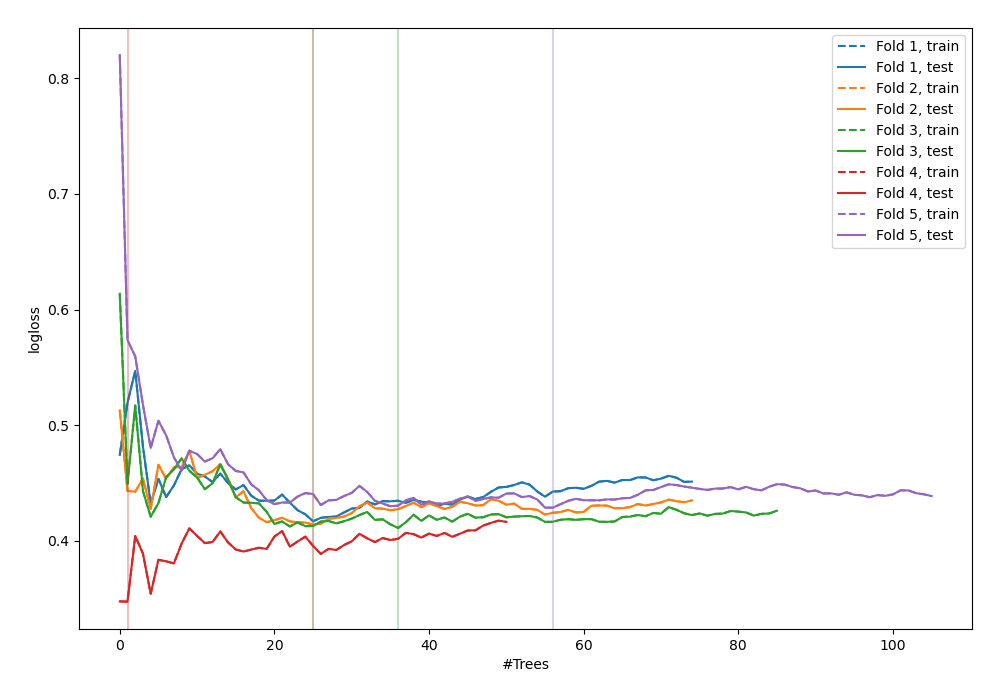 0.8
0.7
0.6
0.5
0.4
logloss
0
20
40
60
80
100
#Trees
Fold 1, train
Fold 1, test
Fold 2, train
Fold 2, test
Fold 3, train
Fold 3, test
Fold 4, train
Fold 4, test
Fold 5, train
Fold 5, test